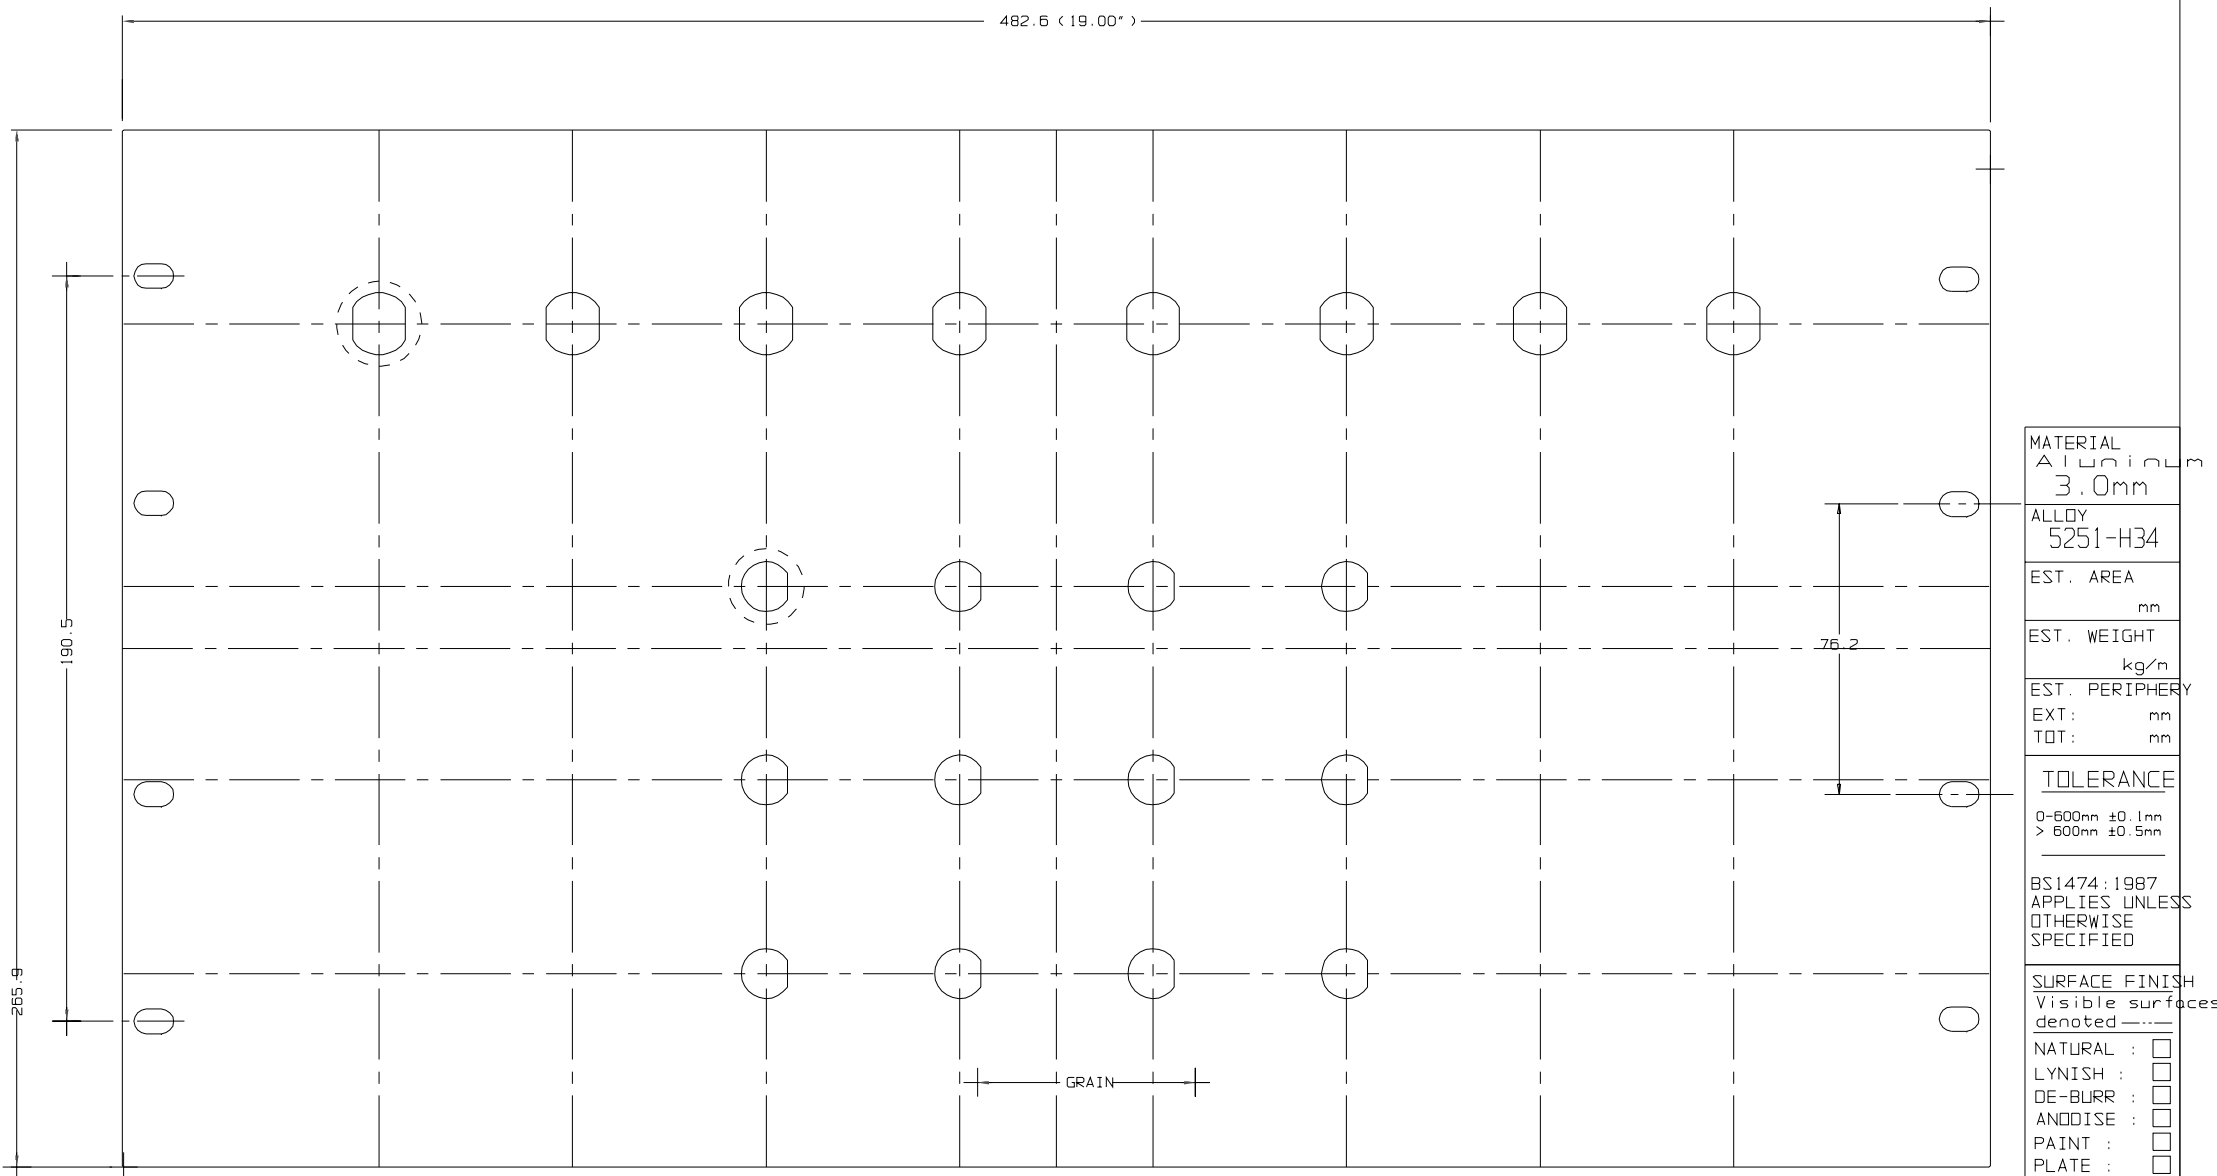 482.6 (19.00")
190.5
265.9
76.2
GRAIN
MATERIAL
Aluminum
3.0mm
ALLOY
5251-H34
EST. AREA
mm
EST. WEIGHT
kg/m
EST. PERIPHERY
EXT: mm
TOT: mm
TOLERANCE
0-600mm ±0.1mm
> 600mm ±0.5mm
BS1474:1987
APPLIES UNLESS
OTHERWISE
SPECIFIED
SURFACE FINISH
Visible surfaces
denoted
NATURAL :
LYNISH :
DE-BURR :
ANODISE :
PAINT :
PLATE :